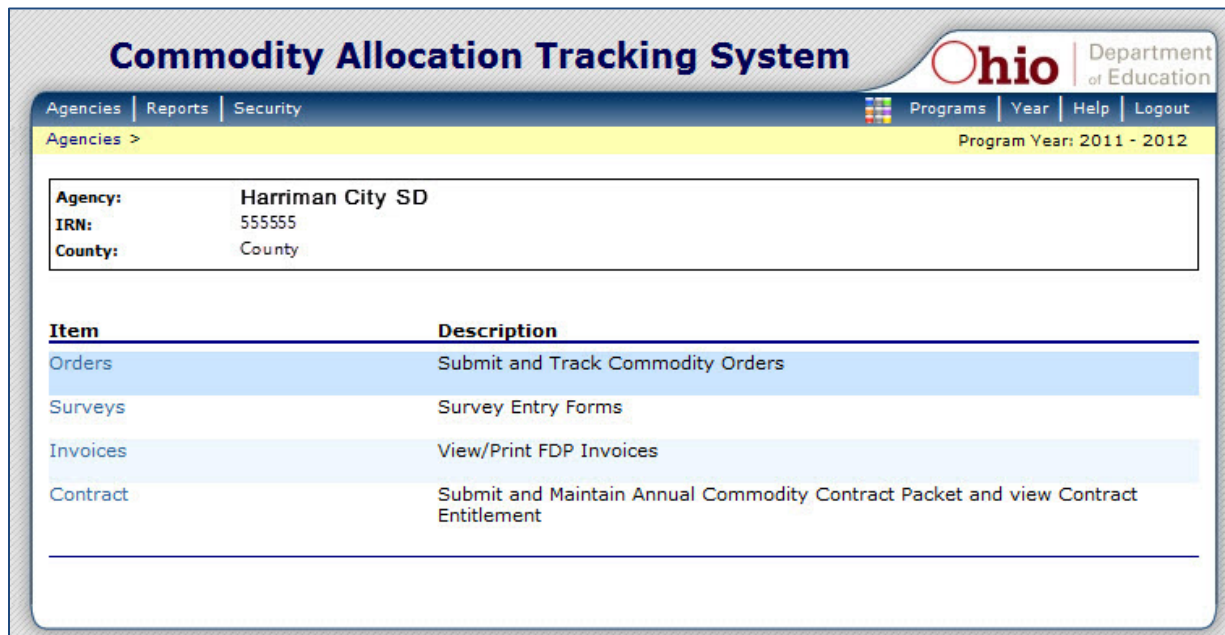 Commodity Allocation Tracking System
Ohio
Department
of Education
Agencies | Reports | Security
Programs | Year | Help | Logout
Agencies >
Program Year: 2011 - 2012
Agency: Harriman City SD
IRN: 555555
County: County
Item Description
Orders Submit and Track Commodity Orders
Surveys Survey Entry Forms
Invoices View/Print FDP Invoices
Contract Submit and Maintain Annual Commodity Contract Packet and view Contract
Entitlement